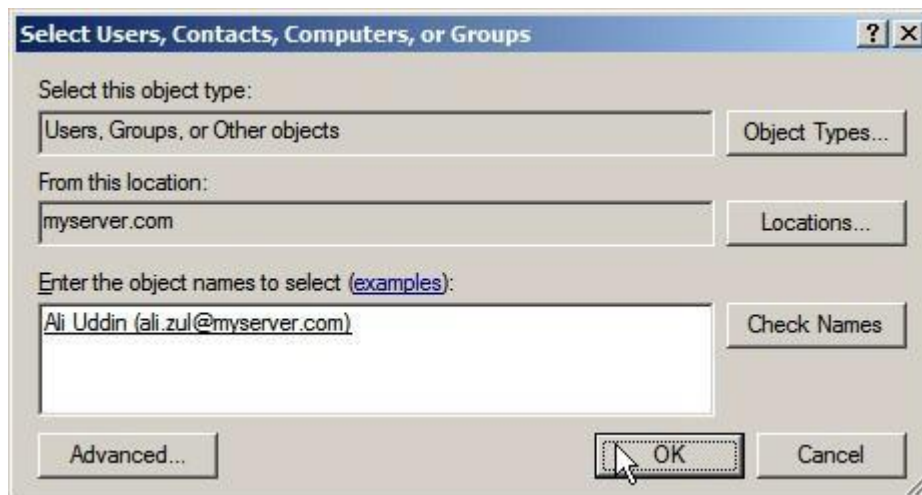 Select Users, Contacts, Computers, or Groups
Select this object type:
Users, Groups, or Other objects
Object Types...
From this location:
myserver.com
Locations...
Enter the object names to select (examples):
Ali Uddin (ali.zul@myserver.com)
Check Names
Advanced...
OK
Cancel